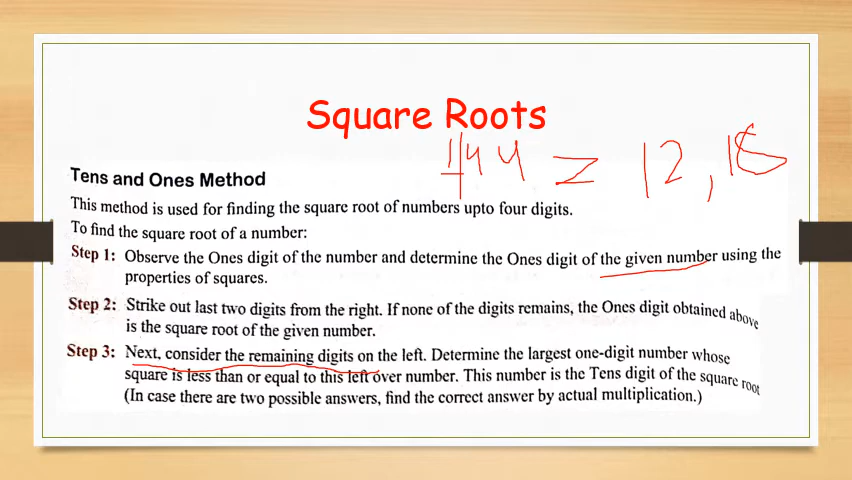 Square Roots
144 = 12, 18
Tens and Ones Method
This method is used for finding the square root of numbers upto four digits.
To find the square root of a number:
Step 1: Observe the Ones digit of the number and determine the Ones digit of the given number using the
properties of squares.
Step 2: Strike out last two digits from the right. If none of the digits remains, the Ones digit obtained above
is the square root of the given number.
Step 3: Next, consider the remaining digits on the left. Determine the largest one-digit number whose
square is less than or equal to this left over number. This number is the Tens digit of the square root
(In case there are two possible answers, find the correct answer by actual multiplication.)